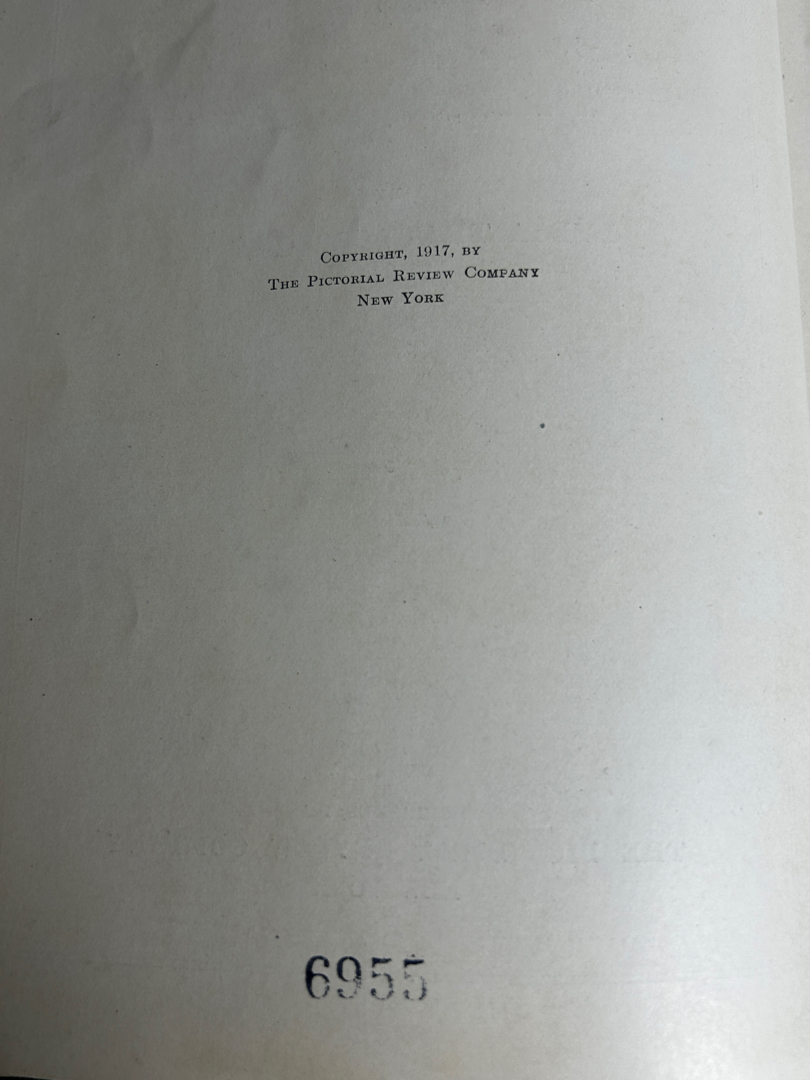 Copyright, 1917, by
The Pictorial Review Company
New York
6955